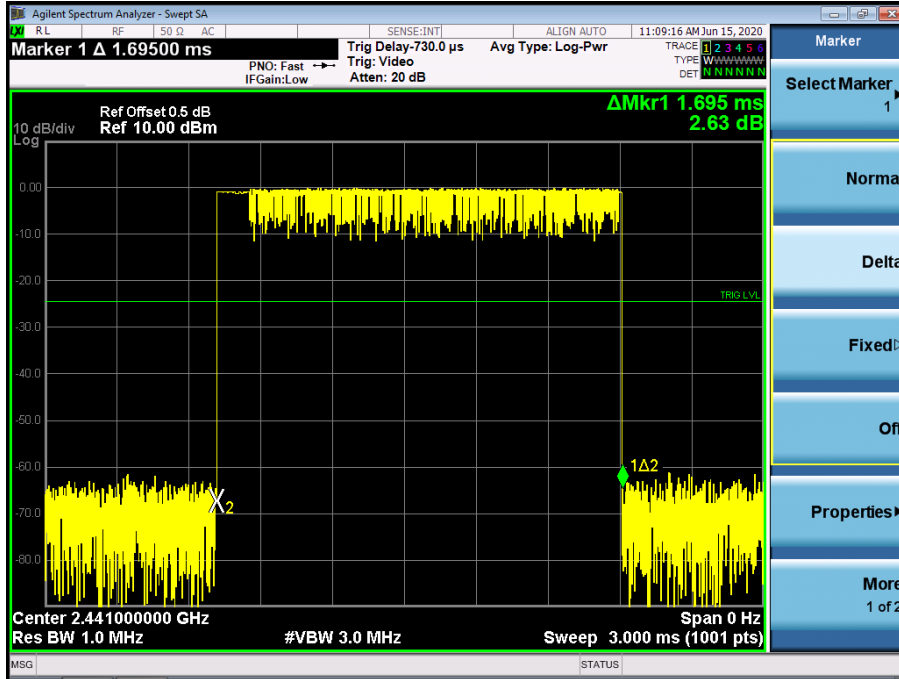 Agilent Spectrum Analyzer - Swept SA
LXI RL RF 50 Ω AC SENSE:INT ALIGN AUTO 11:09:16 AM Jun 15, 2020
Marker 1 Δ 1.69500 ms
PNO: Fast
IFGain:Low
Trig Delay-730.0 µs
Trig: Video
Atten: 20 dB
Avg Type: Log-Pwr
TRACE 1 2 3 4 5 6
TYPE WWWWWW
DET N N N N N N
ΔMkr1 1.695 ms
2.63 dB
Ref Offset 0.5 dB
10 dB/div Ref 10.00 dBm
Log
0.00
-10.0
-20.0
TRIG LVL
-30.0
-40.0
-50.0
-60.0
1Δ2
2
-70.0
-80.0
Center 2.441000000 GHz Span 0 Hz
Res BW 1.0 MHz #VBW 3.0 MHz Sweep 3.000 ms (1001 pts)
MSG STATUS
Marker
Select Marker
1
Norma
Delta
Fixed
Off
Properties
More
1 of 2